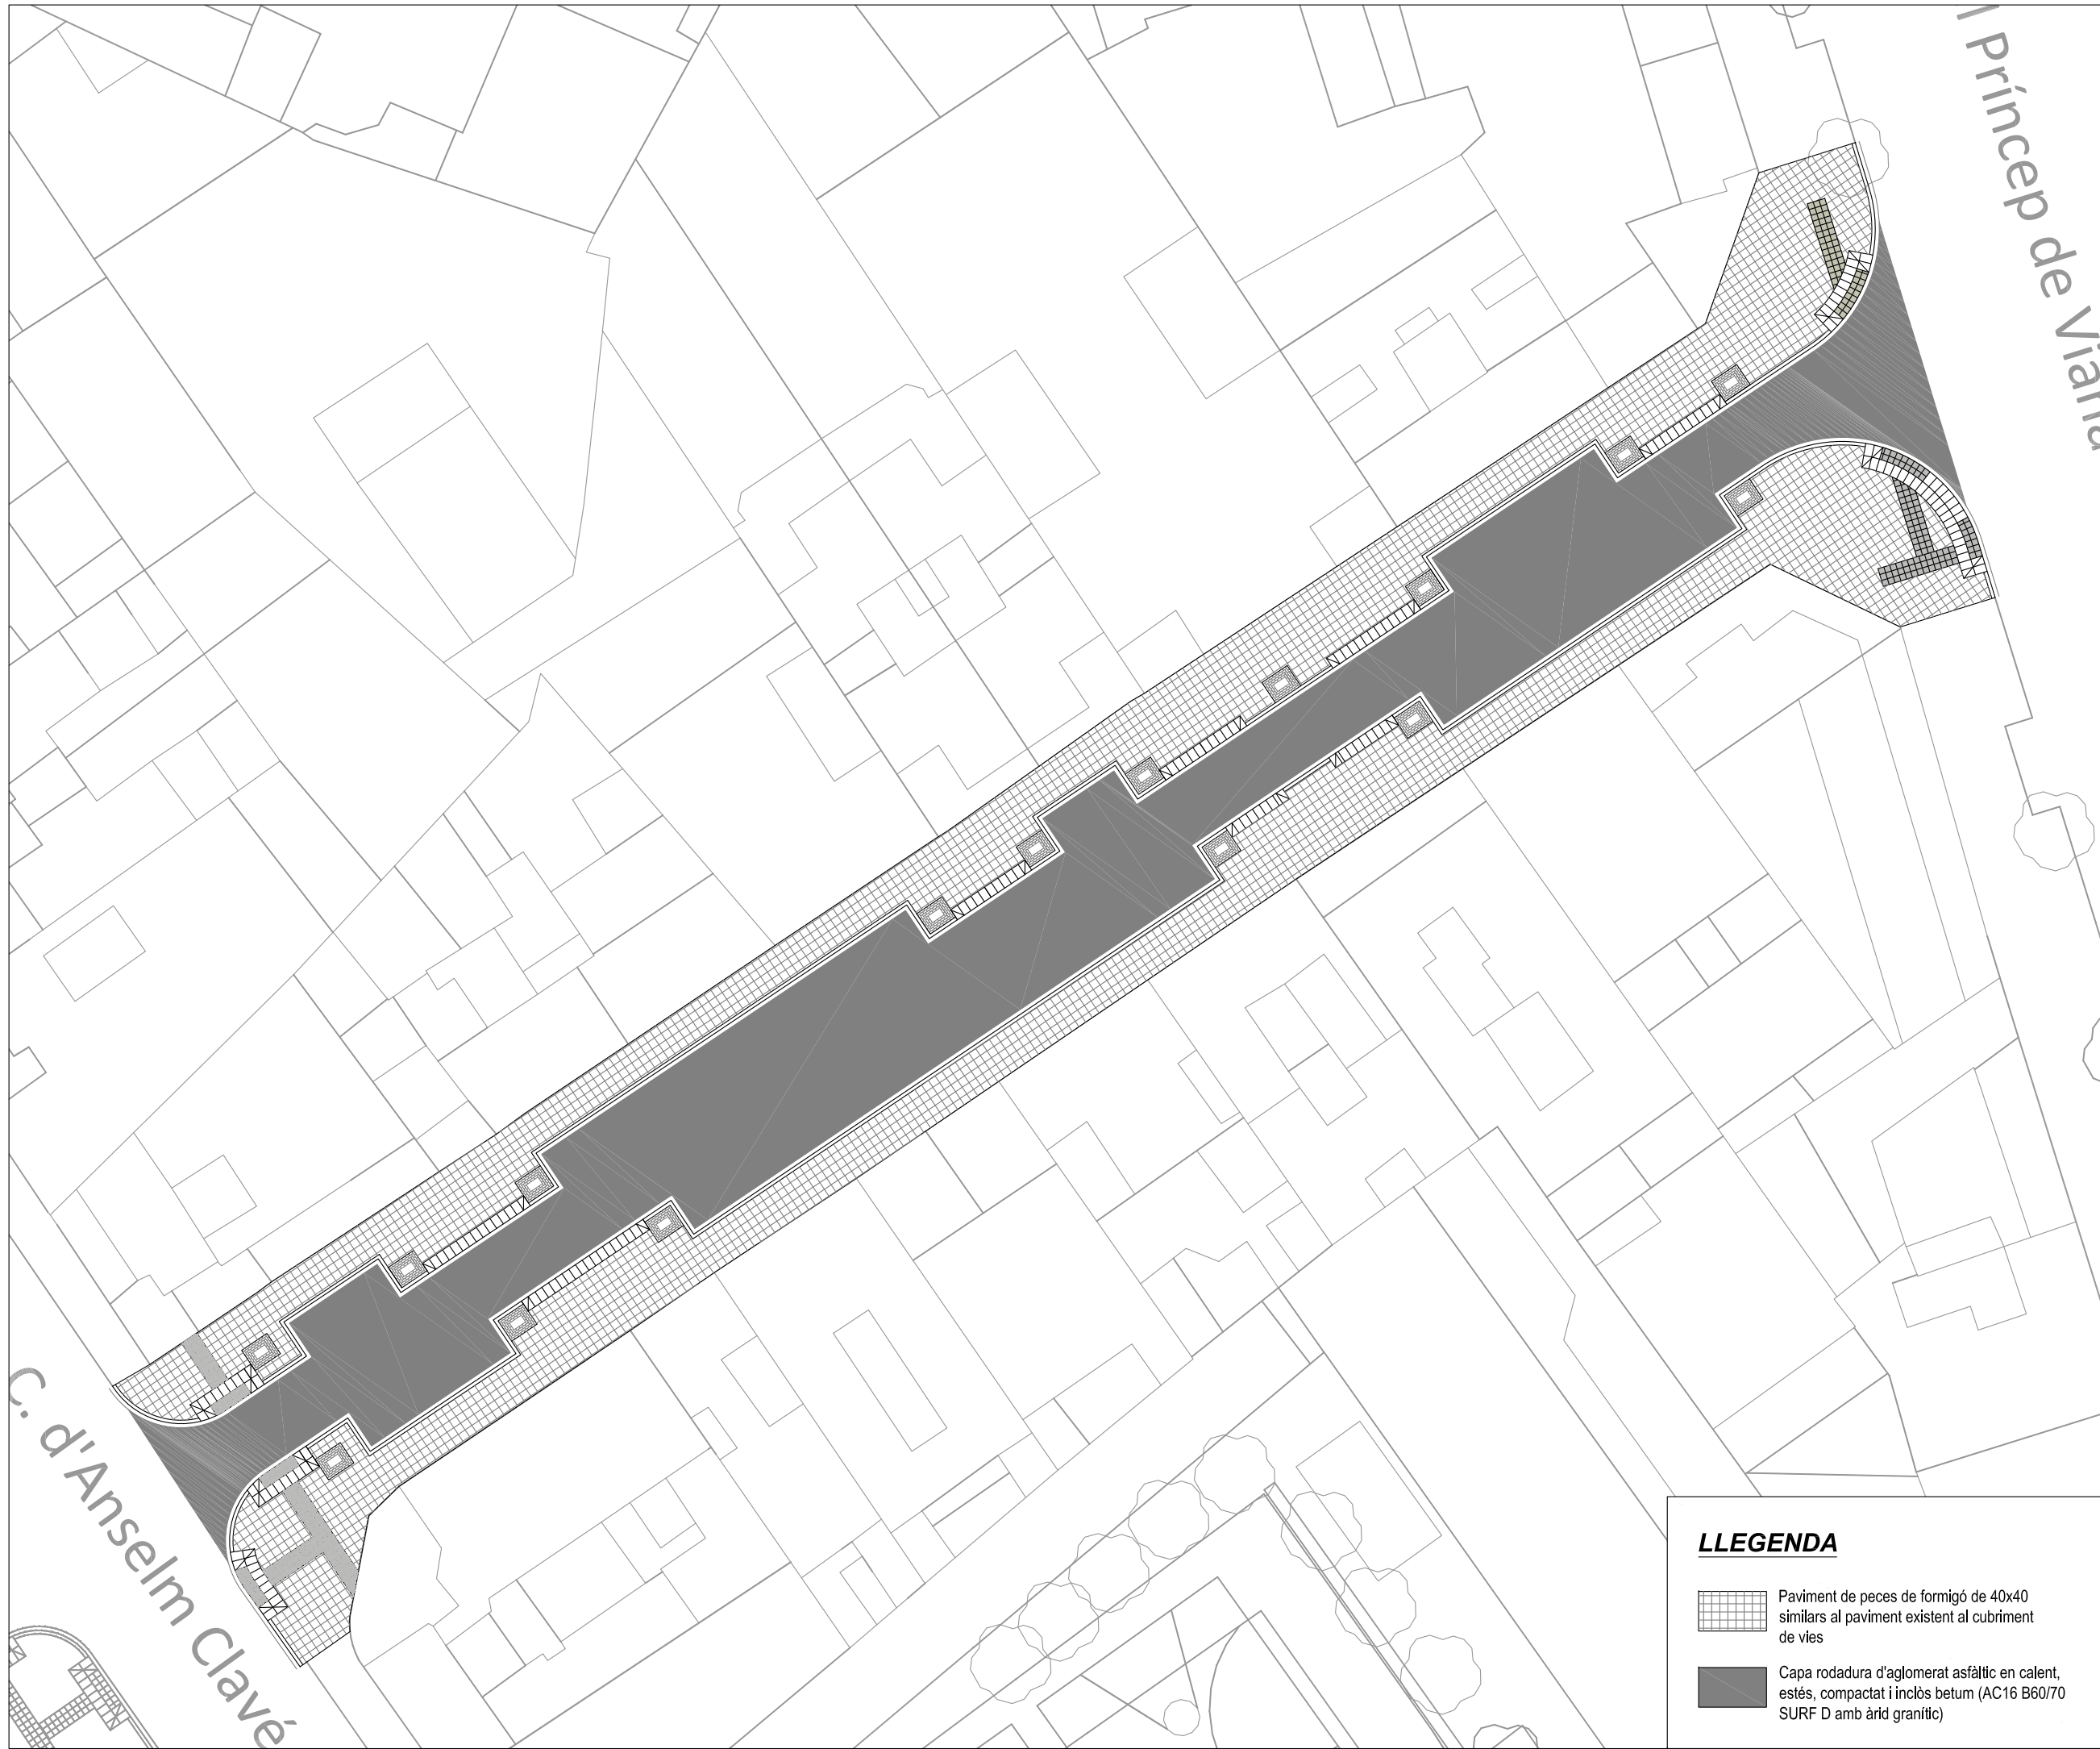 l Príncep de Viana
C. d'Anselm Clavé
LLEGENDA
Paviment de peces de formigó de 40x40
similars al paviment existent al cubriment
de vies
Capa rodadura d'aglomerat asfàltic en calent,
estés, compactat i inclòs betum (AC16 B60/70
SURF D amb àrid granític)